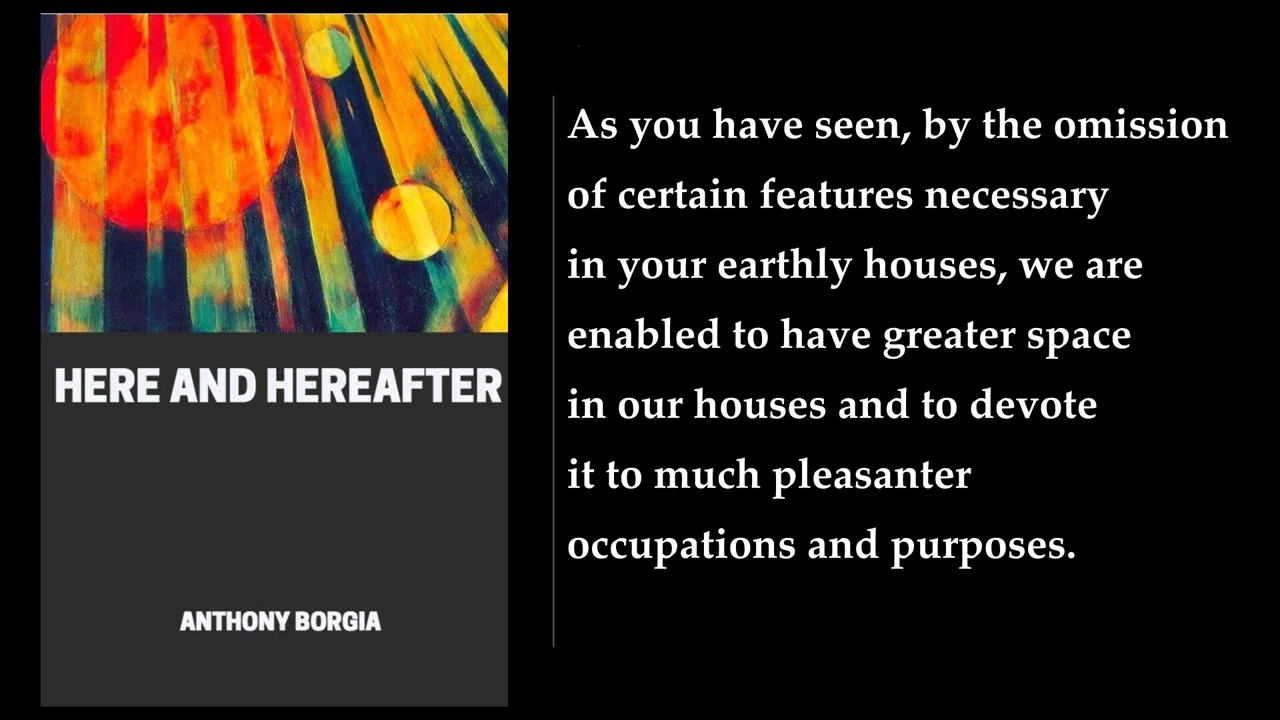 HERE AND HEREAFTER
ANTHONY BORGIA
As you have seen, by the omission
of certain features necessary
in your earthly houses, we are
enabled to have greater space
in our houses and to devote
it to much pleasanter
occupations and purposes.